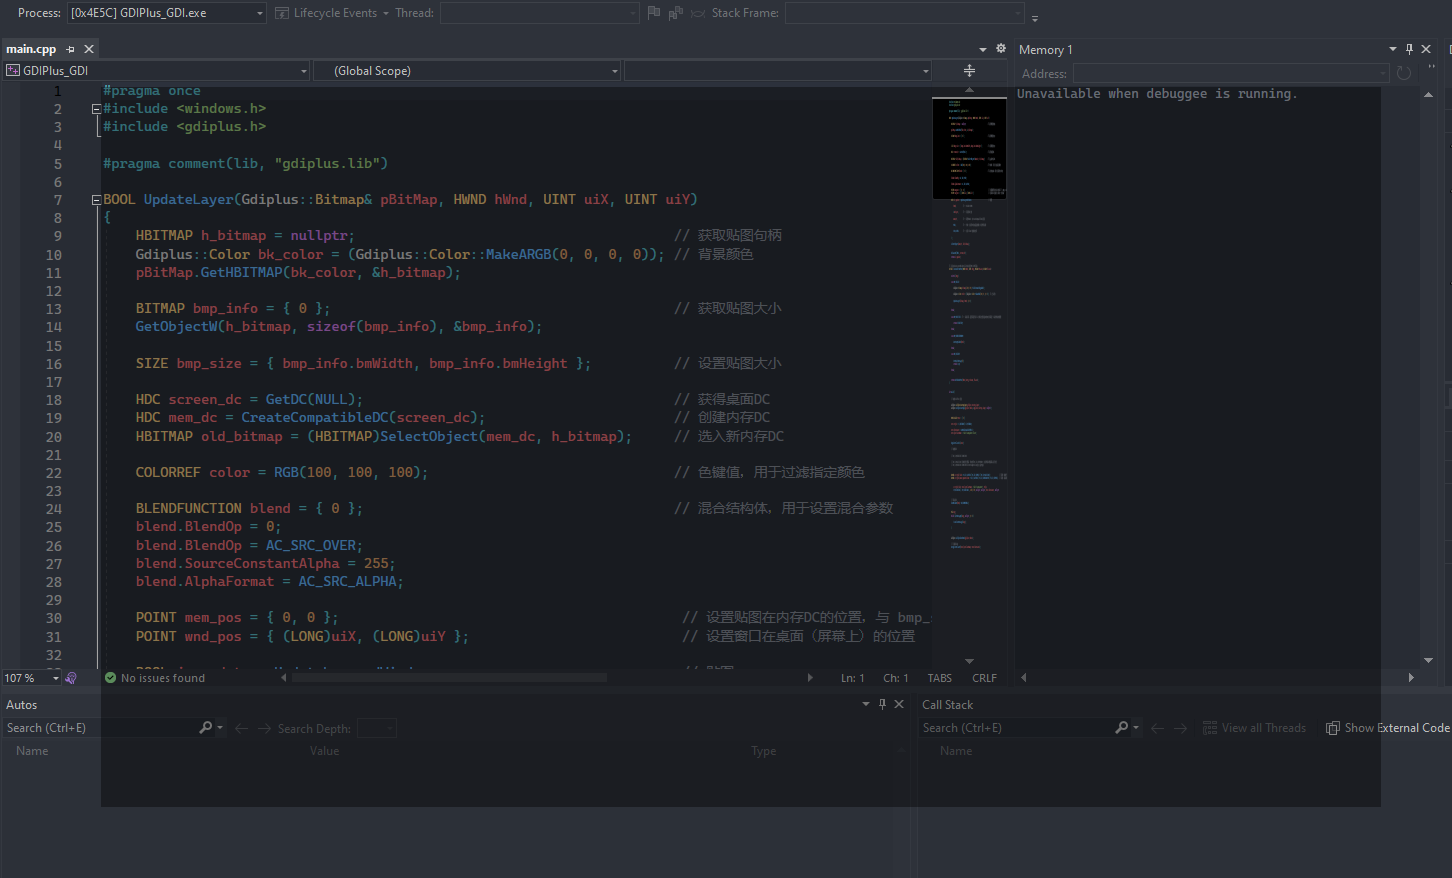 Process: [0x4E5C] GDIPlus_GDI.exe Lifecycle Events Thread: Stack Frame:
main.cpp
GDIPlus_GDI (Global Scope)
1 #pragma once
2 #include <windows.h>
3 #include <gdiplus.h>
4
5 #pragma comment(lib, "gdiplus.lib")
6
7 BOOL UpdateLayer(Gdiplus::Bitmap& pBitMap, HWND hWnd, UINT uiX, UINT uiY)
8 {
9 HBITMAP h_bitmap = nullptr; // 获取贴图句柄
10 Gdiplus::Color bk_color = (Gdiplus::Color::MakeARGB(0, 0, 0, 0)); // 背景颜色
11 pBitMap.GetHBITMAP(bk_color, &h_bitmap);
12
13 BITMAP bmp_info = { 0 }; // 获取贴图大小
14 GetObjectW(h_bitmap, sizeof(bmp_info), &bmp_info);
15
16 SIZE bmp_size = { bmp_info.bmWidth, bmp_info.bmHeight }; // 设置贴图大小
17
18 HDC screen_dc = GetDC(NULL); // 获得桌面DC
19 HDC mem_dc = CreateCompatibleDC(screen_dc); // 创建内存DC
20 HBITMAP old_bitmap = (HBITMAP)SelectObject(mem_dc, h_bitmap); // 选入新内存DC
21
22 COLORREF color = RGB(100, 100, 100); // 色键值，用于过滤指定颜色
23
24 BLENDFUNCTION blend = { 0 }; // 混合结构体，用于设置混合参数
25 blend.BlendOp = 0;
26 blend.BlendOp = AC_SRC_OVER;
27 blend.SourceConstantAlpha = 255;
28 blend.AlphaFormat = AC_SRC_ALPHA;
29
30 POINT mem_pos = { 0, 0 }; // 设置贴图在内存DC的位置，与 bmp_
31 POINT wnd_pos = { (LONG)uiX, (LONG)uiY }; // 设置窗口在桌面（屏幕上）的位置
32
107 % No issues found Ln: 1 Ch: 1 TABS CRLF
Memory 1
Address:
Unavailable when debuggee is running.
Autos
Search (Ctrl+E) Search Depth:
Name Value Type
Call Stack
Search (Ctrl+E) View all Threads Show External Code
Name